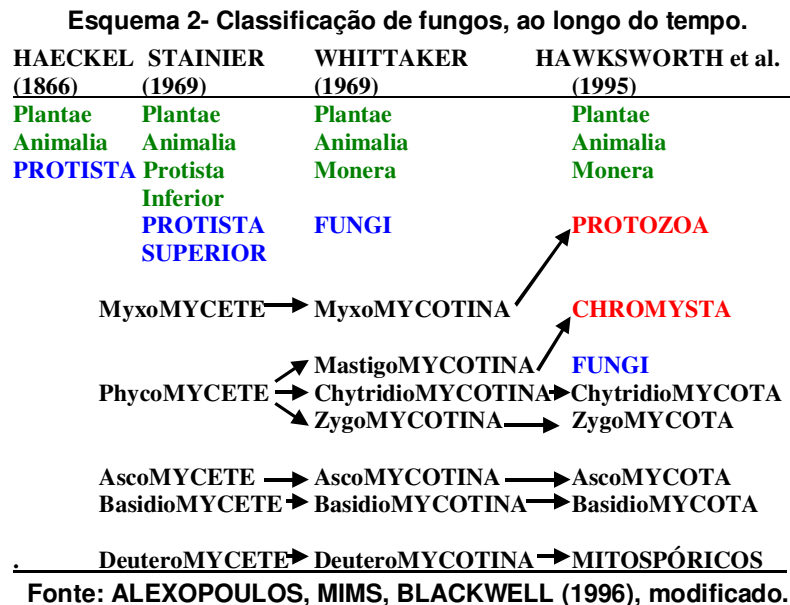 Esquema 2- Classificação de fungos, ao longo do tempo.
HAECKEL STAINIER WHITTAKER HAWKSWORTH et al.
(1866) (1969) (1969) (1995)
Plantae Plantae Plantae Plantae
Animalia Animalia Animalia Animalia
PROTISTA Protista Monera Monera
Inferior
PROTISTA FUNGI PROTOZOA
SUPERIOR
MyxoMYCETE MyxoMYCOTINA CHROMYSTA
MastigoMYCOTINA FUNGI
PhycoMYCETE ChytridioMYCOTINA ChytridioMYCOTA
ZygoMYCOTINA ZygoMYCOTA
AscoMYCETE AscoMYCOTINA AscoMYCOTA
BasidioMYCETE BasidioMYCOTINA BasidioMYCOTA
. DeuteroMYCETE DeuteroMYCOTINA MITOSPÓRICOS
Fonte: ALEXOPOULOS, MIMS, BLACKWELL (1996), modificado.